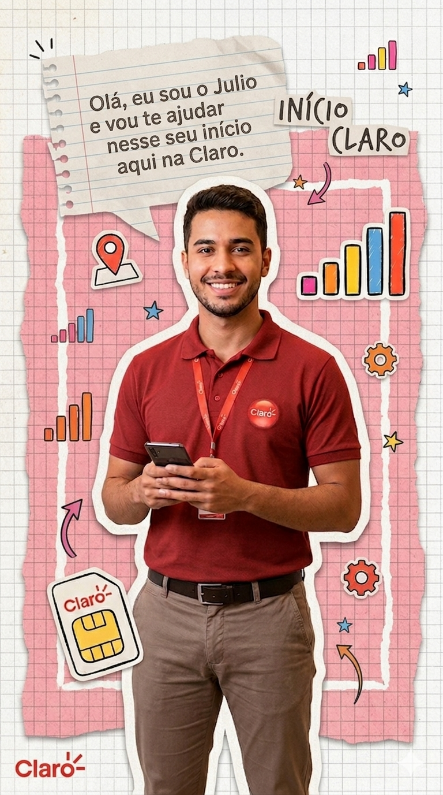 Olá, eu sou o Julio
e vou te ajudar
nesse seu início
aqui na Claro.
INÍCIO
CLARO
Claro
Claro
Claro